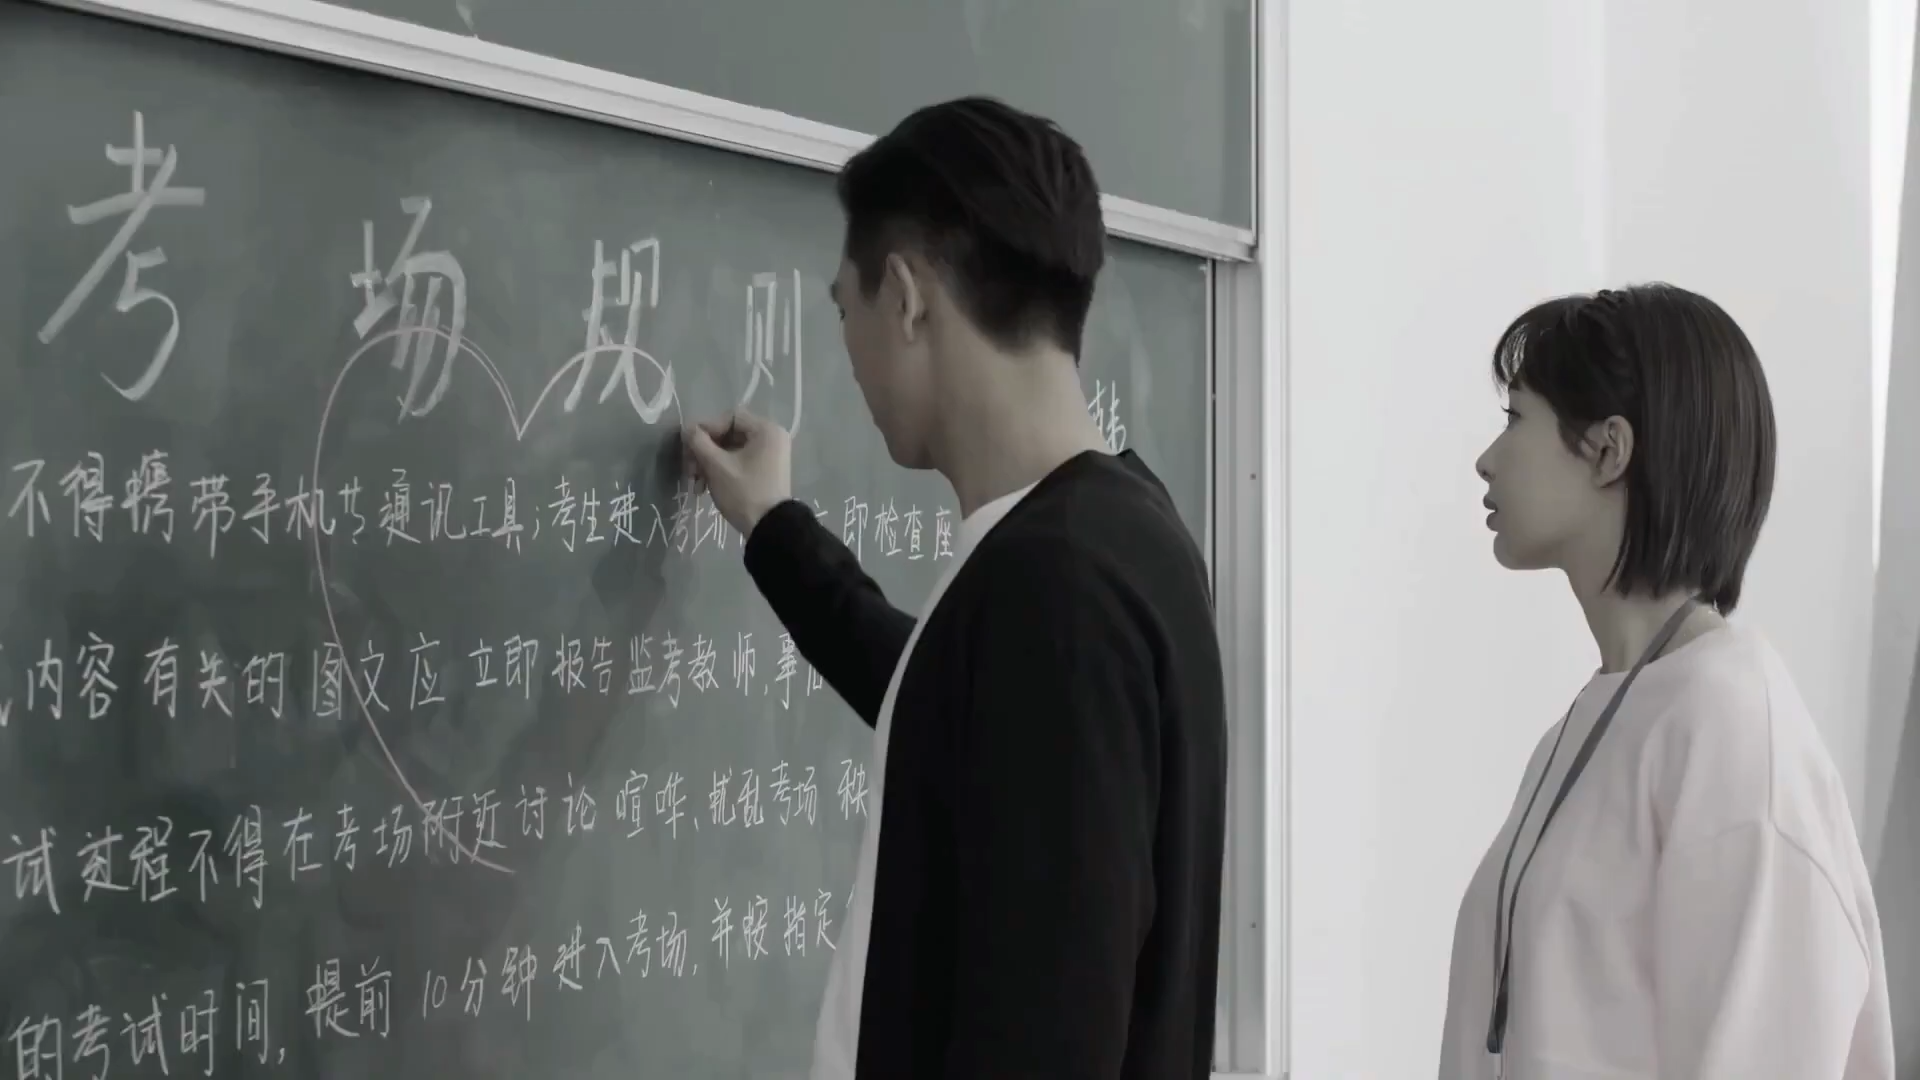 考场规则
不得携带手机等通讯工具;考生进入考场 立即检查座
内容有关的图文应立即报告监考教师,事后
试过程不得在考场附近讨论喧哗、扰乱考场秩
的考试时间,提前10分钟进入考场,并按指定